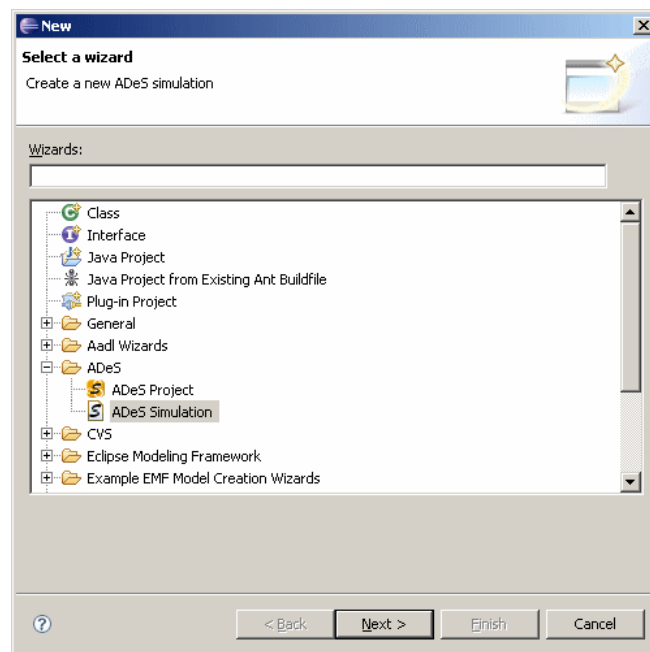 New
Select a wizard
Create a new ADeS simulation
Wizards:
Class
Interface
Java Project
Java Project from Existing Ant Buildfile
Plug-in Project
General
Aadl Wizards
ADeS
ADeS Project
ADeS Simulation
CVS
Eclipse Modeling Framework
Example EMF Model Creation Wizards
< Back Next > Finish Cancel